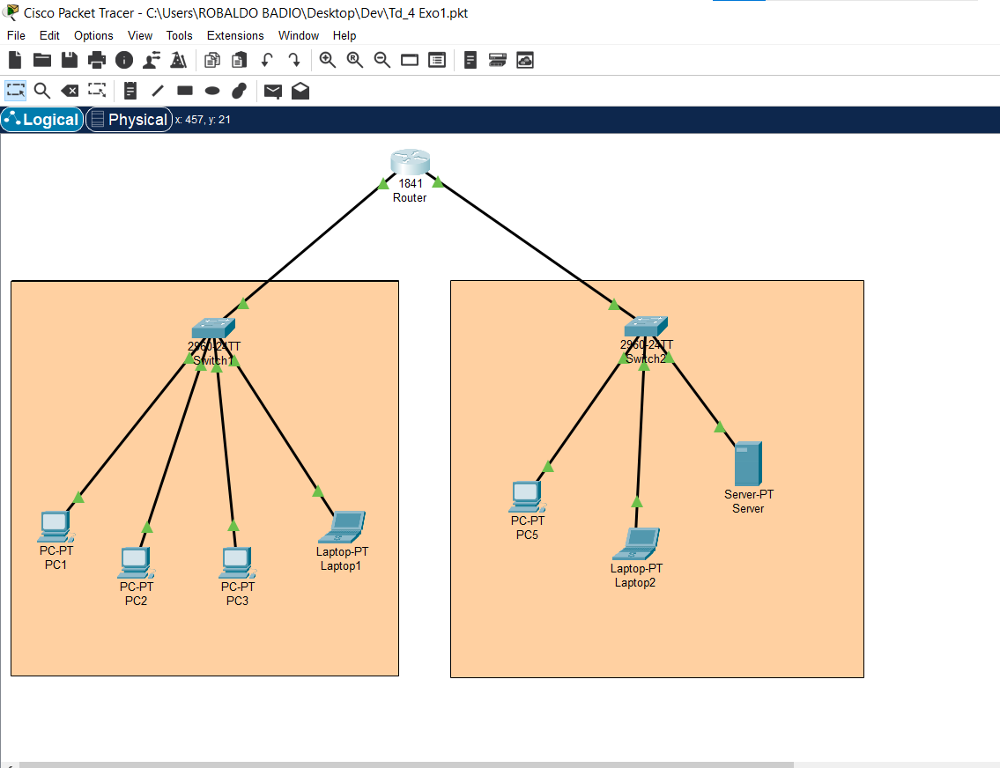 Cisco Packet Tracer - C:\Users\ROBALDO BADIO\Desktop\Dev\Td_4 Exo1.pkt
File Edit Options View Tools Extensions Window Help
Logical Physical x: 457, y: 21
1841
Router
2960-24TT
Switch1
2960-24TT
Switch2
Server-PT
Server
PC-PT
PC5
PC-PT
PC1
Laptop-PT
Laptop1
Laptop-PT
Laptop2
PC-PT
PC2
PC-PT
PC3